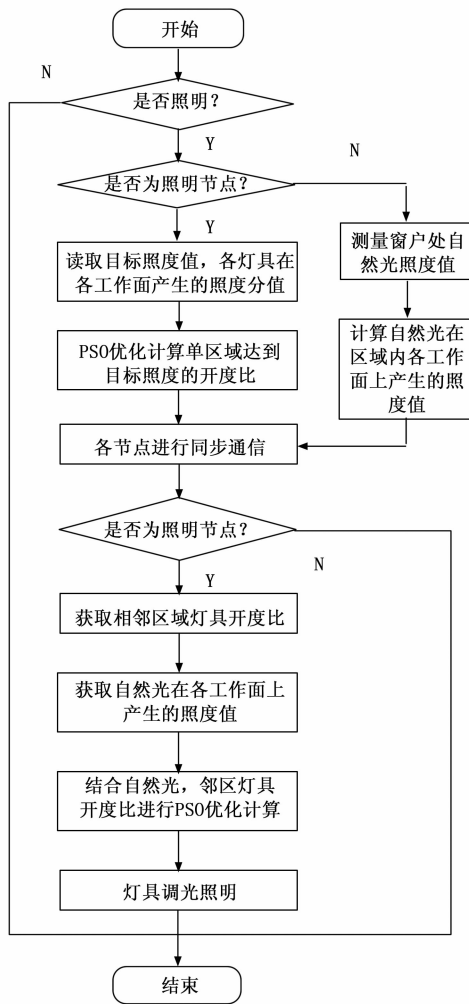 开始
N
是否照明？
Y
N
是否为照明节点？
Y
读取目标照度值，各灯具在
各工作面产生的照度分值
测量窗户处自
然光照度值
PSO优化计算单区域达到
目标照度的开度比
计算自然光在
区域内各工作
面上产生的照
度值
各节点进行同步通信
是否为照明节点？
N
Y
获取相邻区域灯具开度比
获取自然光在各工作面上
产生的照度值
结合自然光，邻区灯具
开度比进行PSO优化计算
灯具调光照明
结束